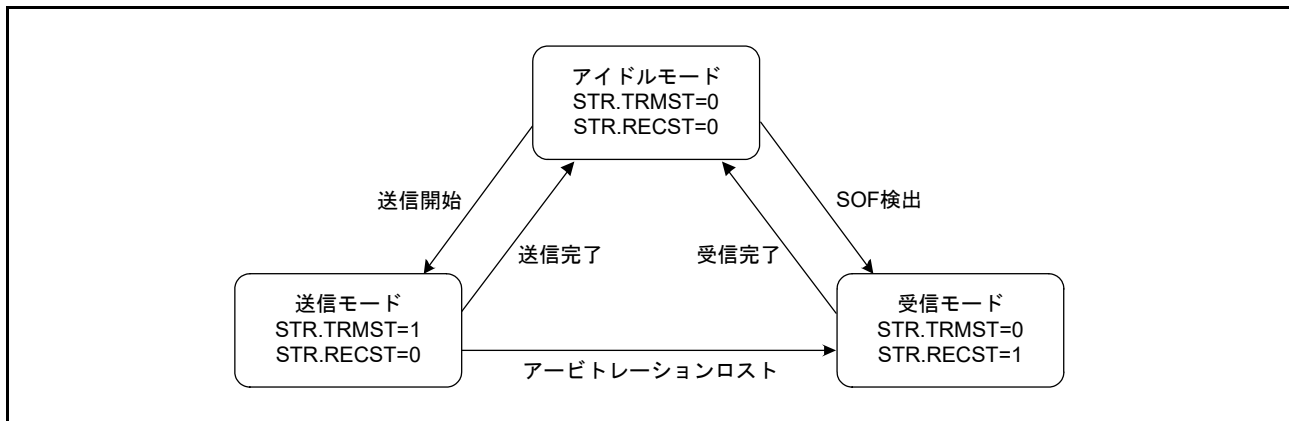 アイドルモード
STR.TRMST=0
STR.RECST=0
送信開始
SOF検出
送信完了
受信完了
送信モード
STR.TRMST=1
STR.RECST=0
受信モード
STR.TRMST=0
STR.RECST=1
アービトレーションロスト